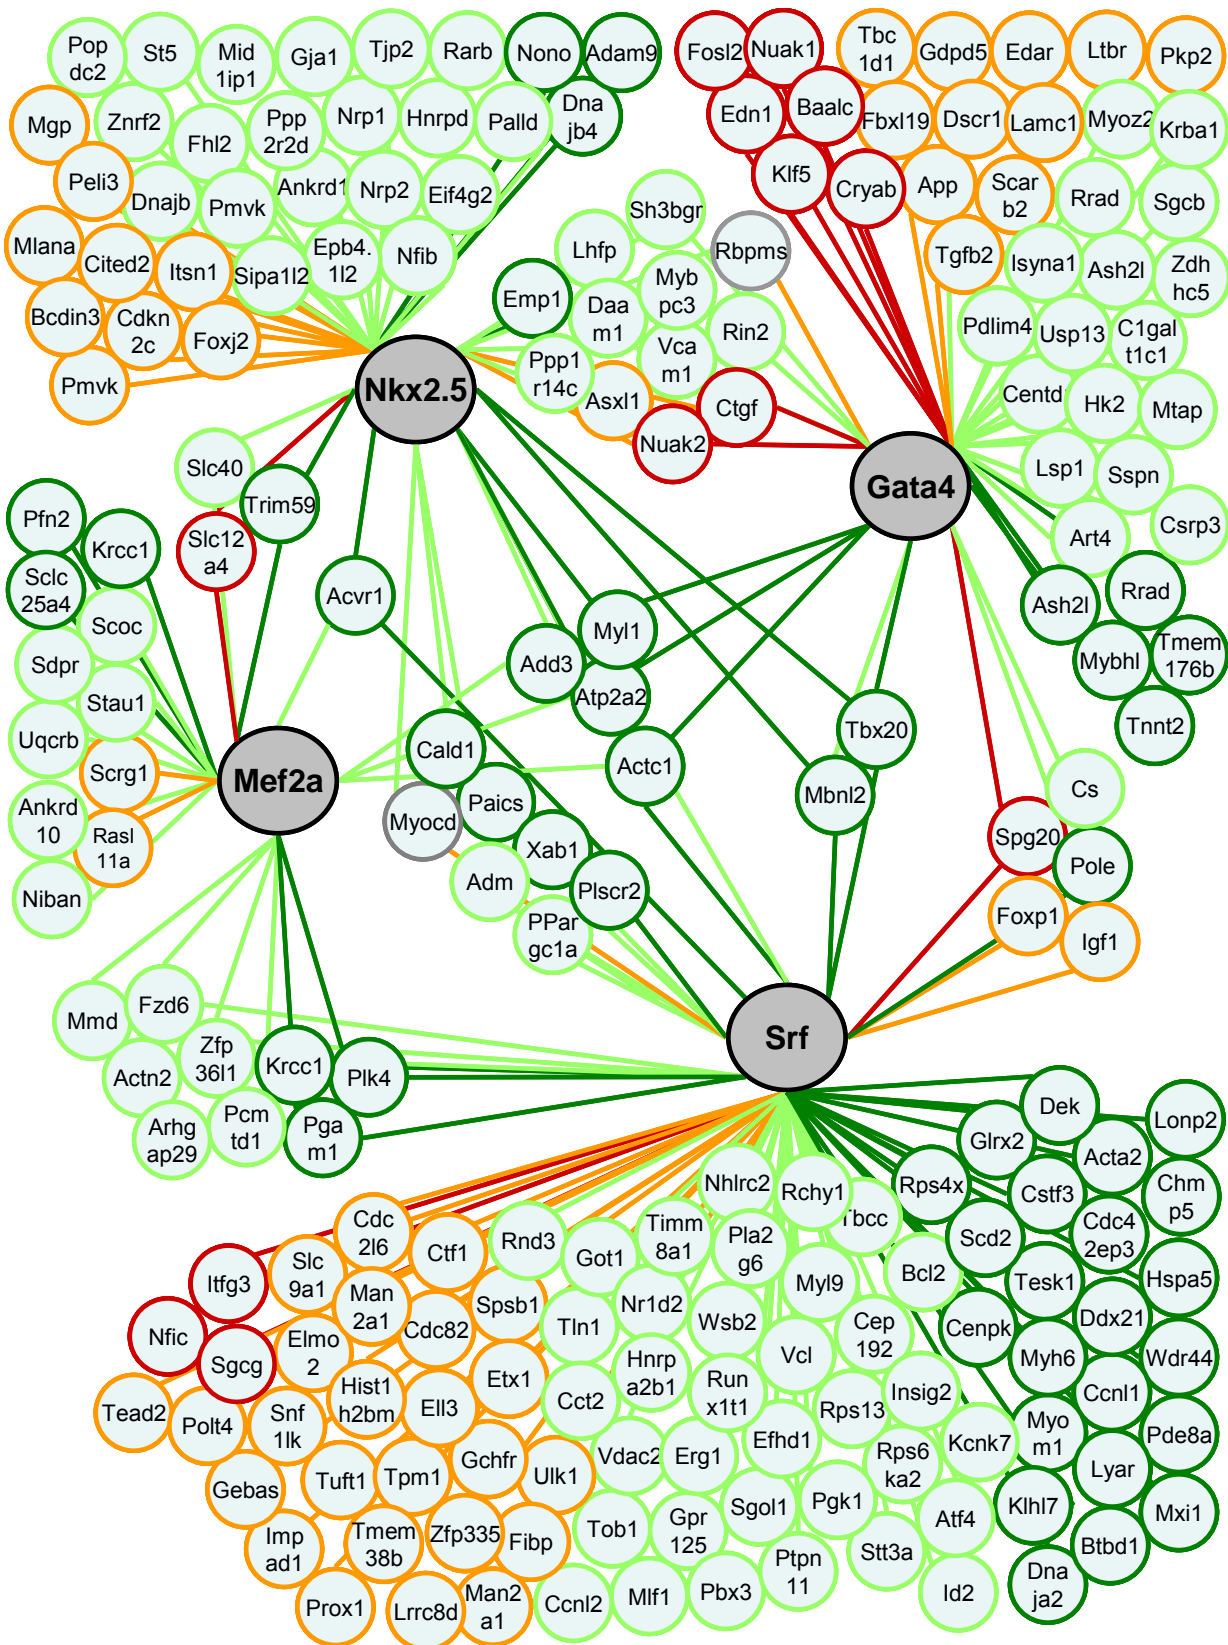 Pop
dc2
St5
Mid
1ip1
Gja1
Tjp2
Rarb
Nono
Adam9
Mgp
Znrf2
Fhl2
Ppp
2r2d
Nrp1
Hnrpd
Palld
Dna
jb4
Peli3
Dnajb
Pmvk
Ankrd1
Nrp2
Eif4g2
Mlana
Cited2
Itsn1
Sipa1l2
Epb4.
1l2
Nfib
Bcdin3
Cdkn
2c
Foxj2
Pmvk
Nkx2.5
Fosl2
Nuak1
Tbc
1d1
Gdpd5
Edar
Ltbr
Pkp2
Edn1
Baalc
Fbxl19
Dscr1
Lamc1
Myoz2
Krba1
Klf5
Cryab
App
Scar
b2
Rrad
Sgcb
Tgfb2
Isyna1
Ash2l
Zdh
hc5
Pdlim4
Usp13
C1gal
t1c1
Centd
Hk2
Mtap
Lsp1
Sspn
Csrp3
Art4
Gata4
Ash2l
Rrad
Mybhl
Tmem
176b
Tnnt2
Sh3bgr
Lhfp
Rbpms
Emp1
Daa
m1
Myb
pc3
Rin2
Ppp1
r14c
Vca
m1
Asxl1
Ctgf
Nuak2
Slc40
Trim59
Slc12
a4
Acvr1
Pfn2
Krcc1
Sclc
25a4
Scoc
Sdpr
Stau1
Uqcrb
Scrg1
Ankrd
10
Rasl
11a
Niban
Mef2a
Myl1
Add3
Atp2a2
Cald1
Actc1
Tbx20
Mbnl2
Myocd
Paics
Xab1
Adm
Plscr2
PPar
gc1a
Cs
Spg20
Pole
Foxp1
Igf1
Srf
Mmd
Fzd6
Actn2
Zfp
36l1
Krcc1
Plk4
Arhg
ap29
Pcm
td1
Pga
m1
Dek
Lonp2
Glrx2
Acta2
Rps4x
Cstf3
Chm
p5
Scd2
Cdc4
2ep3
Tesk1
Hspa5
Cenpk
Ddx21
Myh6
Wdr44
Ccnl1
Myo
m1
Pde8a
Lyar
Klhl7
Mxi1
Btbd1
Dna
ja2
Nhlrc2
Rchy1
Tbcc
Rnd3
Got1
Timm
8a1
Pla2
g6
Myl9
Bcl2
Nr1d2
Wsb2
Cep
192
Tln1
Hnrp
a2b1
Vcl
Run
x1t1
Insig2
Cct2
Rps13
Vdac2
Erg1
Efhd1
Rps6
ka2
Kcnk7
Sgol1
Pgk1
Atf4
Tob1
Gpr
125
Stt3a
Ptpn
11
Ccnl2
Mlf1
Pbx3
Id2
Cdc
2l6
Ctf1
Itfg3
Slc
9a1
Man
2a1
Spsb1
Nfic
Elmo
2
Cdc82
Sgcg
Hist1
h2bm
Etx1
Tead2
Polt4
Snf
1lk
Ell3
Gebas
Tuft1
Tpm1
Gchfr
Ulk1
Imp
ad1
Tmem
38b
Zfp335
Fibp
Prox1
Lrrc8d
Man2
a1